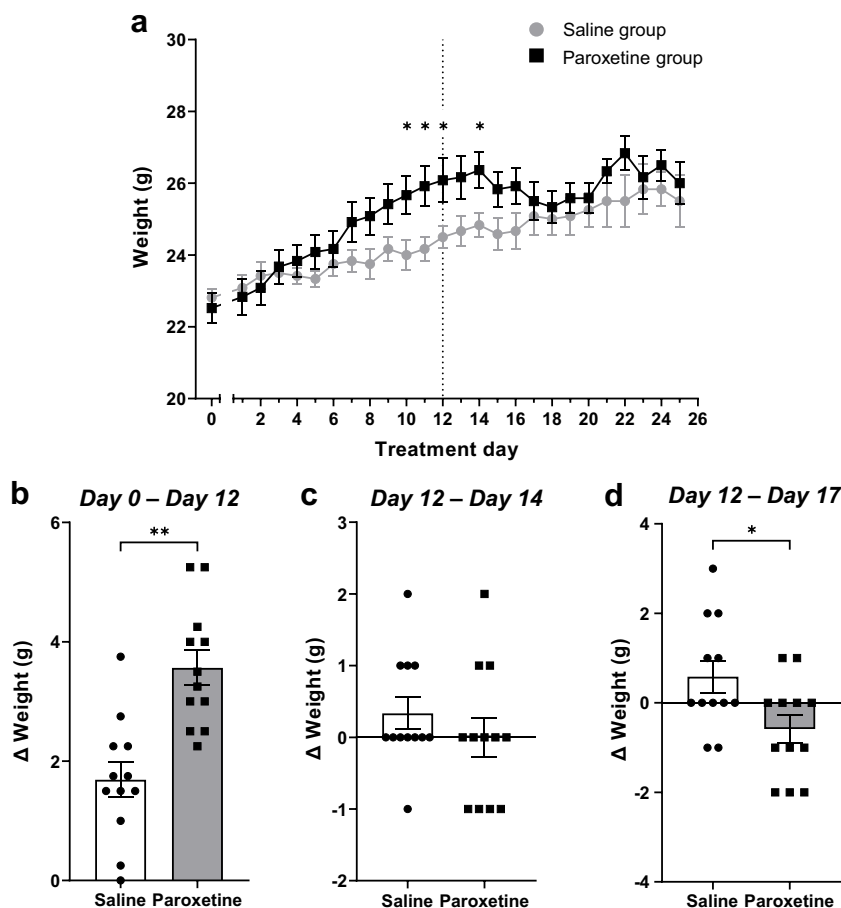 a
Saline group
Paroxetine group
30
28
26
24
22
20
Weight (g)
* * * *
0 2 4 6 8 10 12 14 16 18 20 22 24 26
Treatment day
b
Day 0 – Day 12
**
6
4
2
0
Δ Weight (g)
Saline Paroxetine
c
Day 12 – Day 14
3
2
1
0
-1
-2
Δ Weight (g)
Saline Paroxetine
d
Day 12 – Day 17
*
4
2
0
-2
-4
Δ Weight (g)
Saline Paroxetine